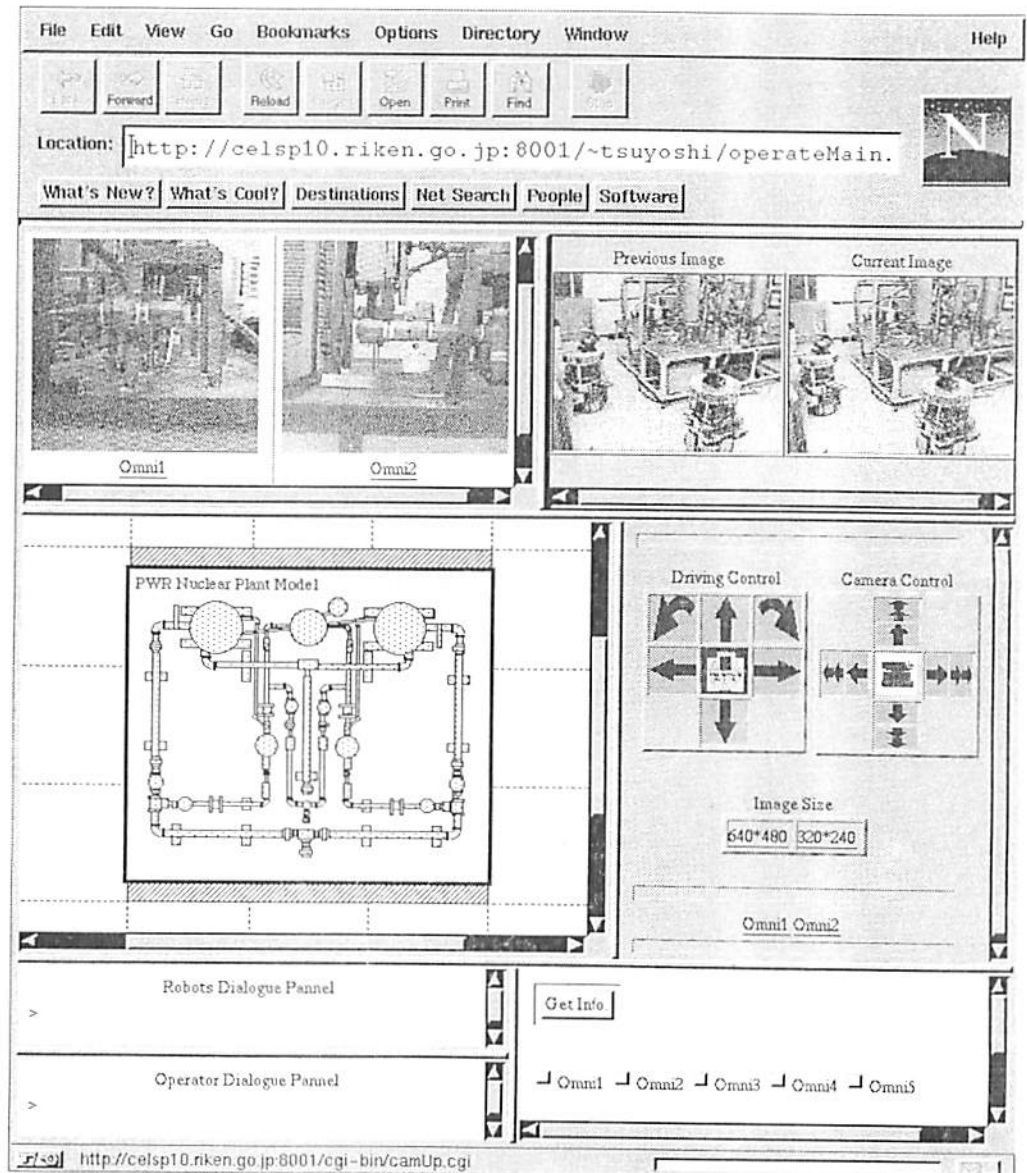 File Edit View Go Bookmarks Options Directory Window Help
Forward Reload Open Print Find
Location: http://celsp10.riken.go.jp:8001/~tsuyoshi/operateMain.
N
What's New? What's Cool? Destinations Net Search People Software
Previous Image Current Image
Omni1 Omni2
PWR Nuclear Plant Model
Driving Control Camera Control
Image Size
640*480 320*240
Omni1 Omni2
Robots Dialogue Pannel
>
Operator Dialogue Pannel
>
Get Info.
Omni1 Omni2 Omni3 Omni4 Omni5
http://celsp10.riken.go.jp:8001/cgi-bin/camUp.cgi